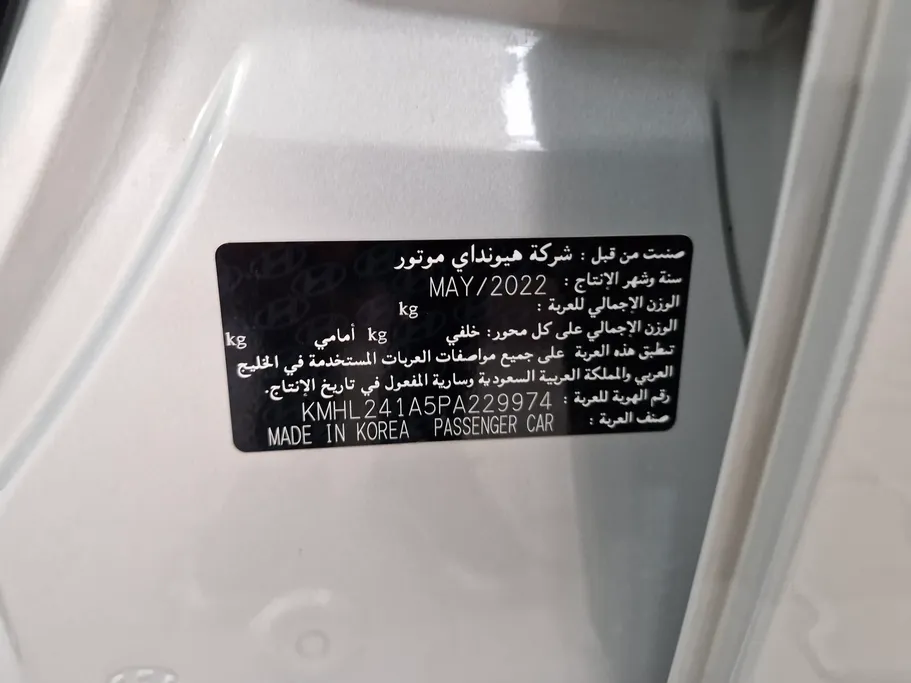 صنعت من قبل : شركة هيونداي موتور
سنة وشهر الإنتاج : MAY/2022
الوزن الإجمالي للعربة : kg
الوزن الإجمالي على كل محور: خلفي kg أمامي kg
تنطبق هذه العربة على جميع مواصفات العربات المستخدمة في الخليج
العربي والمملكة العربية السعودية وسارية المفعول في تاريخ الإنتاج.
رقم الهوية للعربة : KMHL241A5PA229974
صنف العربة : PASSENGER CAR MADE IN KOREA